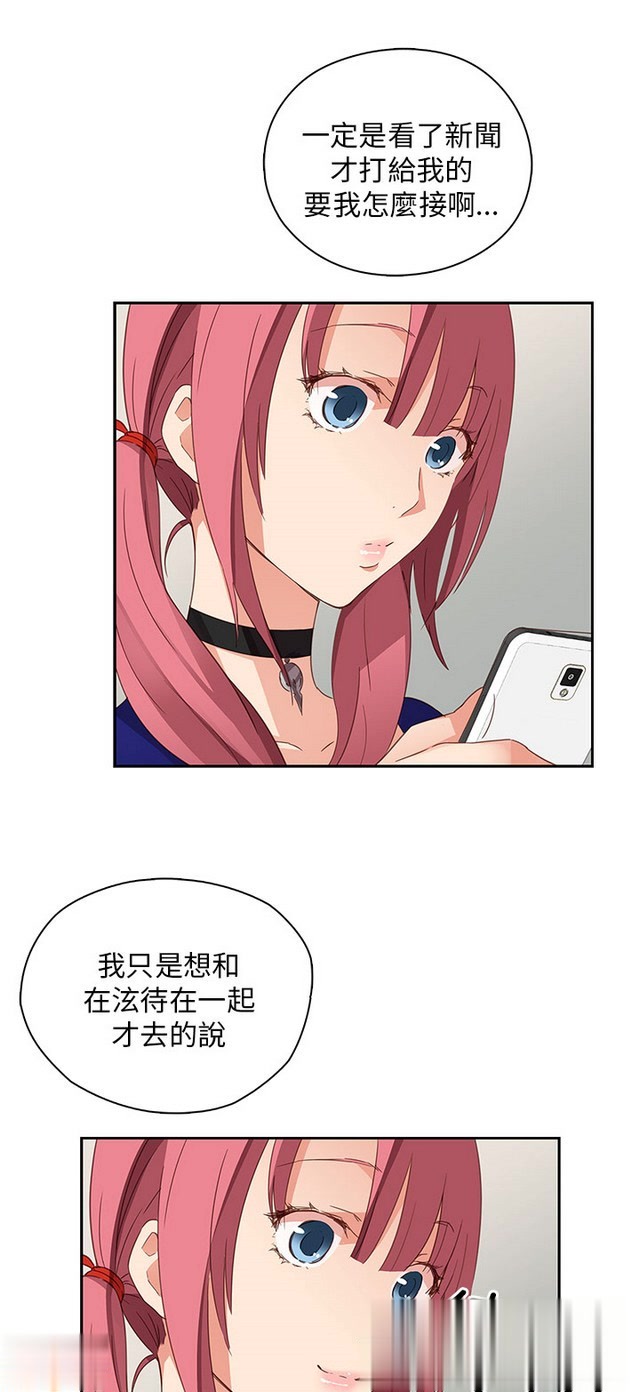 一定是看了新聞
才打給我的
要我怎麼接啊...
我只是想和
在泫待在一起
才去的說